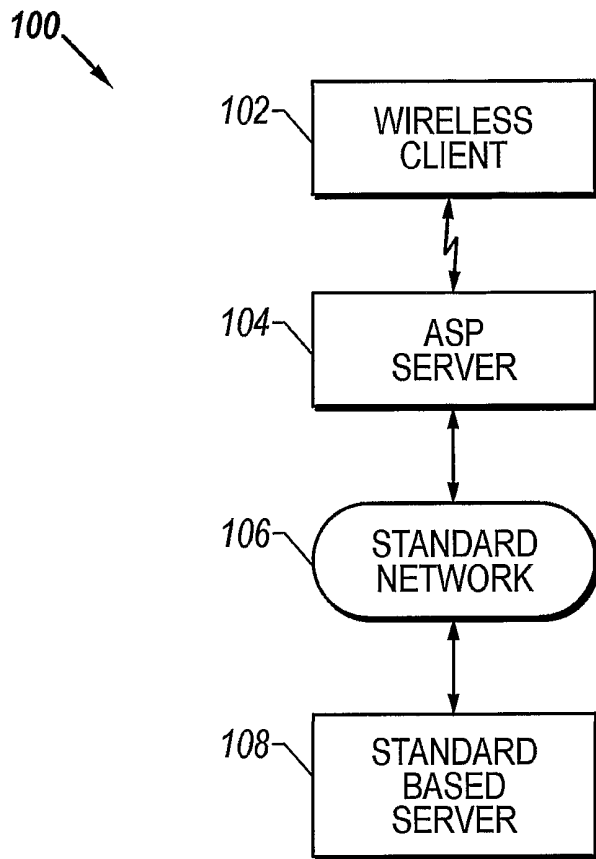 100
102
WIRELESS
CLIENT
104
ASP
SERVER
106
STANDARD
NETWORK
108
STANDARD
BASED
SERVER